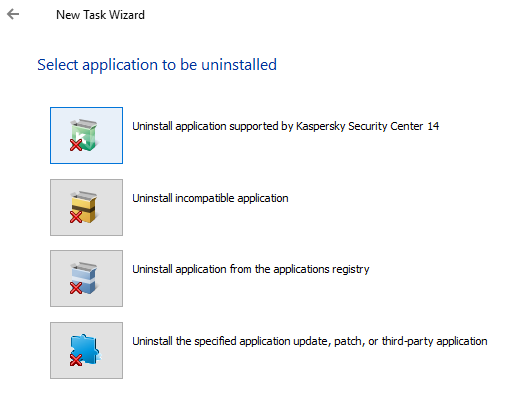 New Task Wizard
Select application to be uninstalled
Uninstall application supported by Kaspersky Security Center 14
Uninstall incompatible application
Uninstall application from the applications registry
Uninstall the specified application update, patch, or third-party application